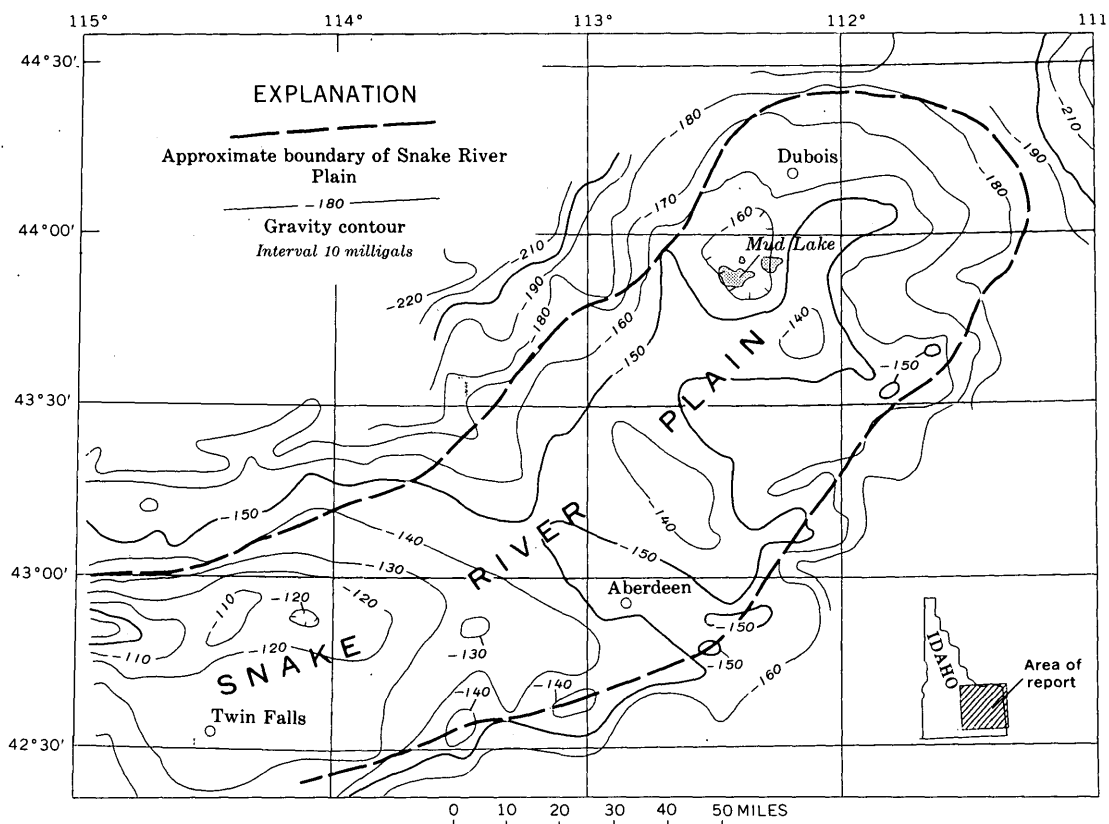 115°
114°
113°
112°
111
44°30'
44°00'
43°30'
43°00'
42°30'
EXPLANATION
Approximate boundary of Snake River
Plain
-180
Gravity contour
Interval 10 milligals
-180
-210
-190
-180
Dubois
-170
-160
Mud Lake
-210
-220
-190
-180
-160
-150
-140
-150
PLAIN
-150
-140
RIVER
-140
-150
-130
Aberdeen
-110
-120
-120
-150
-130
-120
-110
SNAKE
-150
-140
-140
-160
Twin Falls
IDAHO
Area of
report
0 10 20 30 40 50 MILES